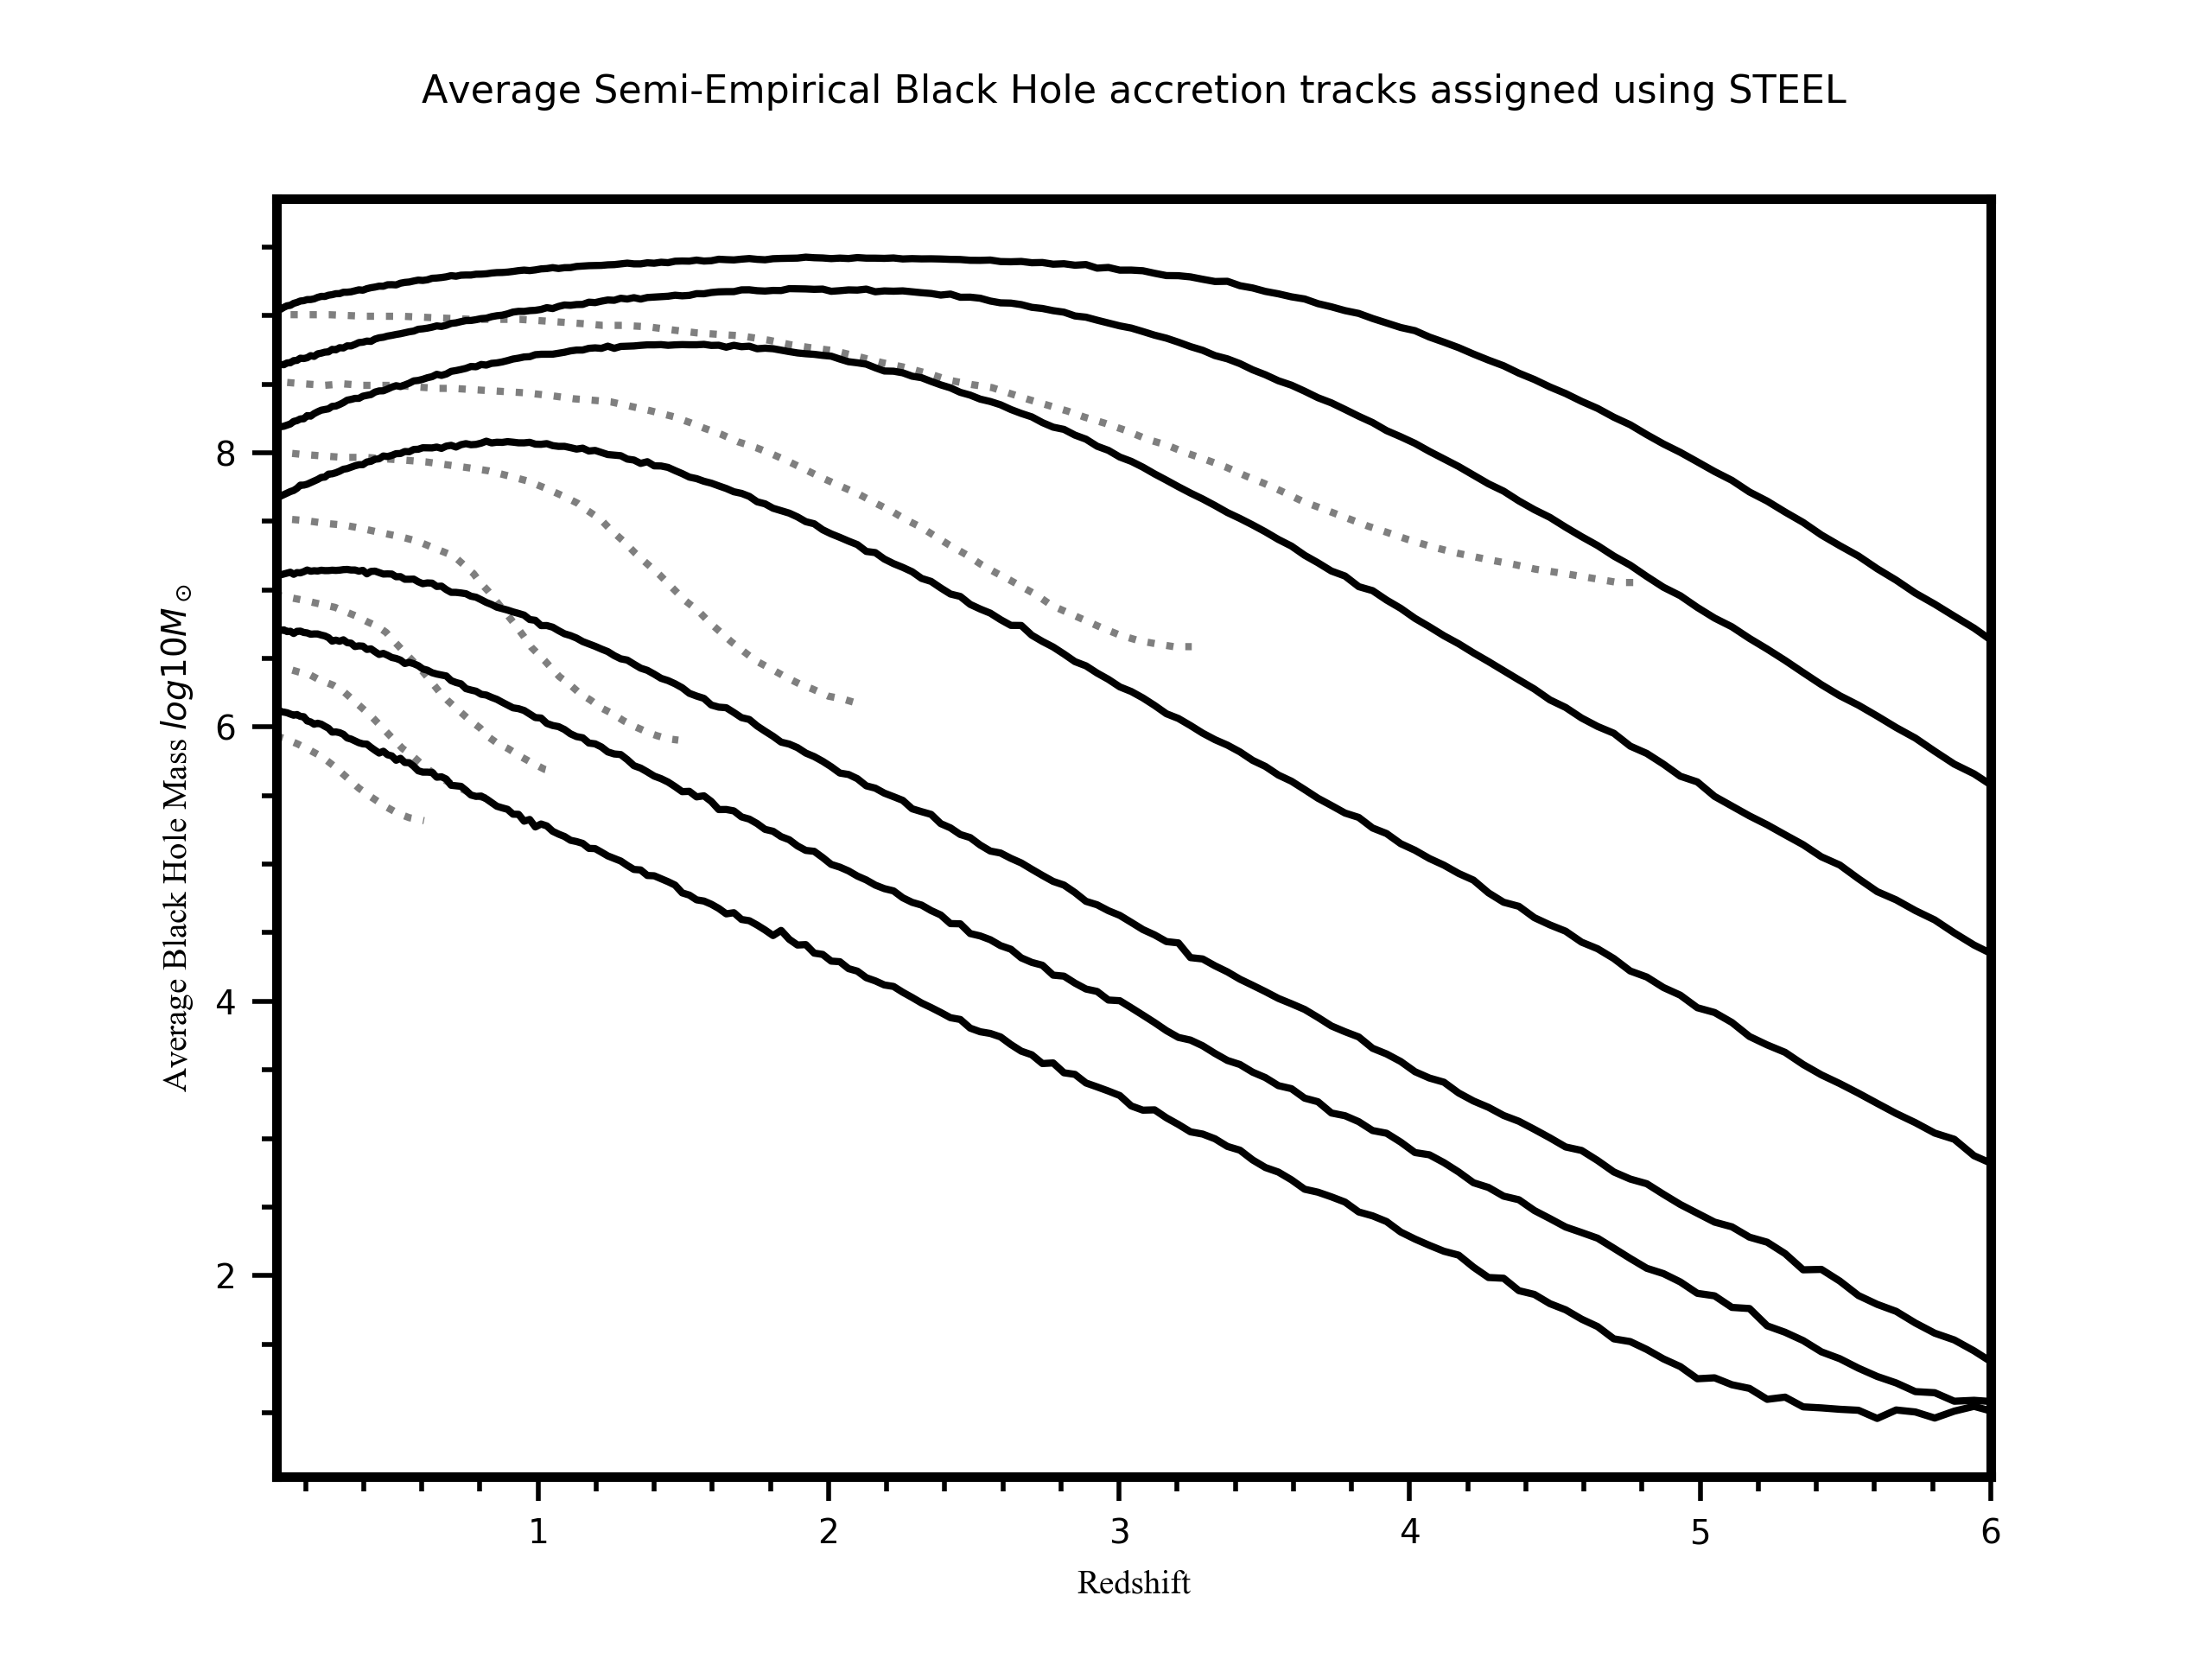 Average Semi-Empirical Black Hole accretion tracks assigned using STEEL
Average Black Hole Mass log10M⊙
8
6
4
2
1 2 3 4 5 6
Redshift